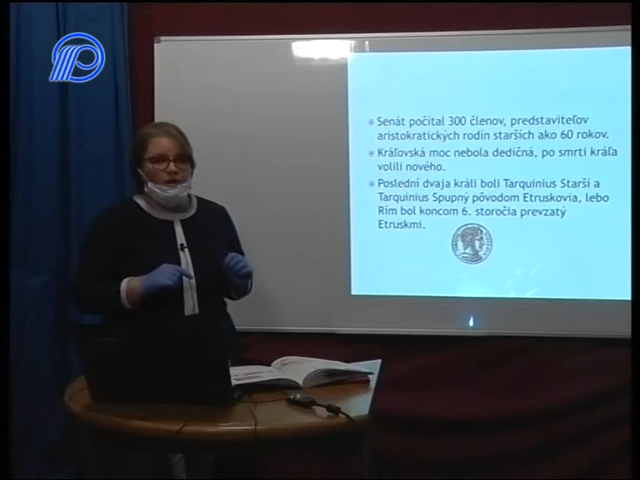 Senát počítal 300 členov, predstaviteľov
aristokratických rodín starších ako 60 rokov.
Kráľovská moc nebola dedičná, po smrti kráľa
volili nového.
Poslední dvaja králi boli Tarquinius Starší a
Tarquinius Spupný pôvodom Etruskovia, lebo
Rím bol koncom 6. storočia prevzatý
Etruskmi.